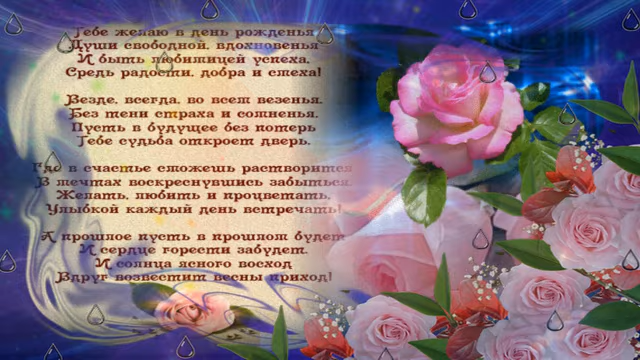 Тебе желаю в день рожденья
Души свободной, вдохновенья
И быть любимицей успеха,
Средь радости, добра и смеха!
Везде, всегда, во всем везенья,
Без тени страха и сомненья,
Пусть в будущее без потерь
Тебе судьба откроет дверь.
Где в счастье сможешь раствориться
В мечтах воскреснувшись забыться.
Желать, любить и процветать,
Улыбкой каждый день встречать!
А прошлое пусть в прошлом будет
И сердце горести забудет.
И солнца ясного восход
Вдруг возвестит весны приход!